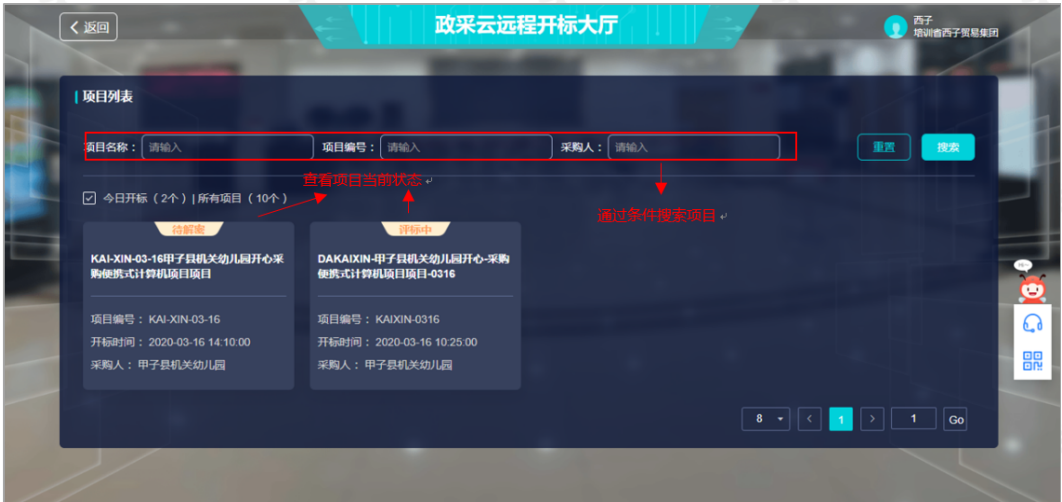 返回
政采云远程开标大厅
西子
培训省西子贸易集团
项目列表
项目名称： 请输入 项目编号： 请输入 采购人： 请输入 重置 搜索
查看项目当前状态
今日开标（2个）| 所有项目（10个）
通过条件搜索项目
待解密 评标中
KAI-XIN-03-16甲子县机关幼儿园开心采
购便携式计算机项目项目
DAKAIXIN-甲子县机关幼儿园开心-采购
便携式计算机项目项目-0316
项目编号： KAI-XIN-03-16
开标时间： 2020-03-16 14:10:00
采购人： 甲子县机关幼儿园
项目编号： KAIXIN-0316
开标时间： 2020-03-16 10:25:00
采购人： 甲子县机关幼儿园
8 < 1 > 1 Go